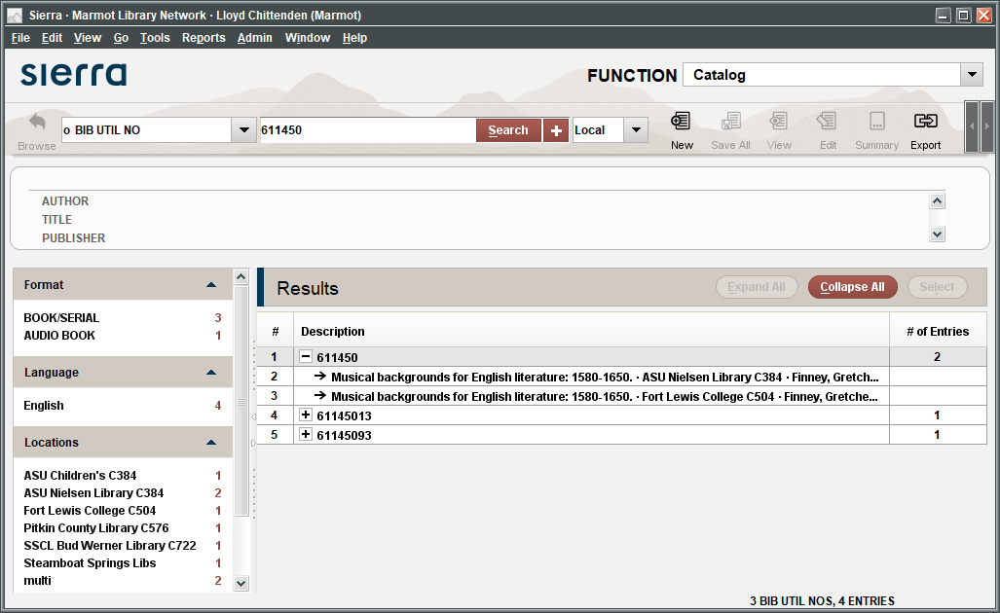 Sierra · Marmot Library Network · Lloyd Chittenden (Marmot)
File Edit View Go Tools Reports Admin Window Help
sierra FUNCTION Catalog
Browse o BIB UTIL NO 611450 Search + Local New Save All View Edit Summary Export
AUTHOR
TITLE
PUBLISHER
Format
BOOK/SERIAL 3
AUDIO BOOK 1
Language
English 4
Locations
ASU Children's C384 1
ASU Nielsen Library C384 2
Fort Lewis College C504 1
Pitkin County Library C576 1
SSCL Bud Werner Library C722 1
Steamboat Springs Libs 1
multi 2
Results Expand All Collapse All Select
# Description # of Entries
1 611450 2
2 Musical backgrounds for English literature: 1580-1650. · ASU Nielsen Library C384 · Finney, Gretch...
3 Musical backgrounds for English literature: 1580-1650. · Fort Lewis College C504 · Finney, Gretche...
4 61145013 1
5 61145093 1
3 BIB UTIL NOS, 4 ENTRIES